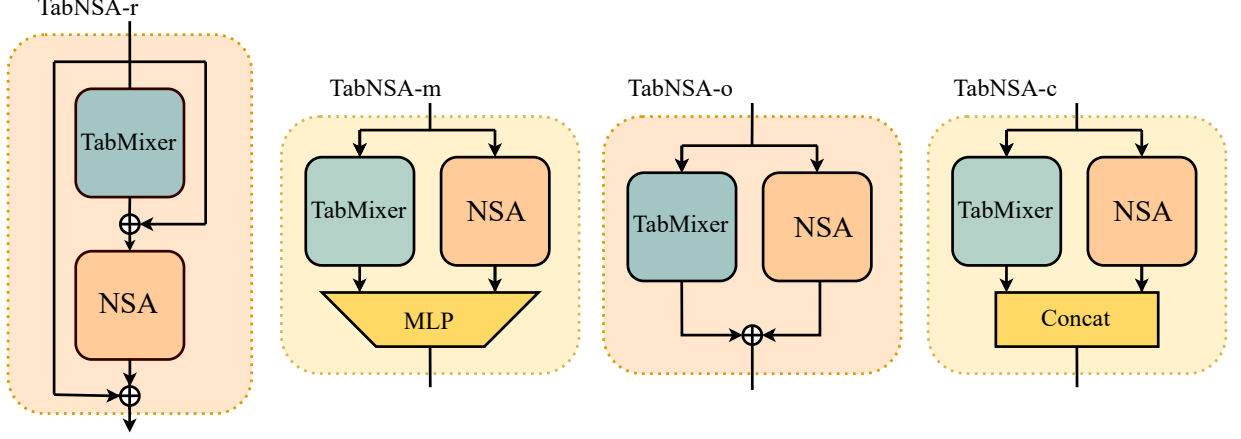 TabNSA-r
TabMixer
NSA
TabNSA-m
TabMixer
NSA
MLP
TabNSA-o
TabMixer
NSA
TabNSA-c
TabMixer
NSA
Concat